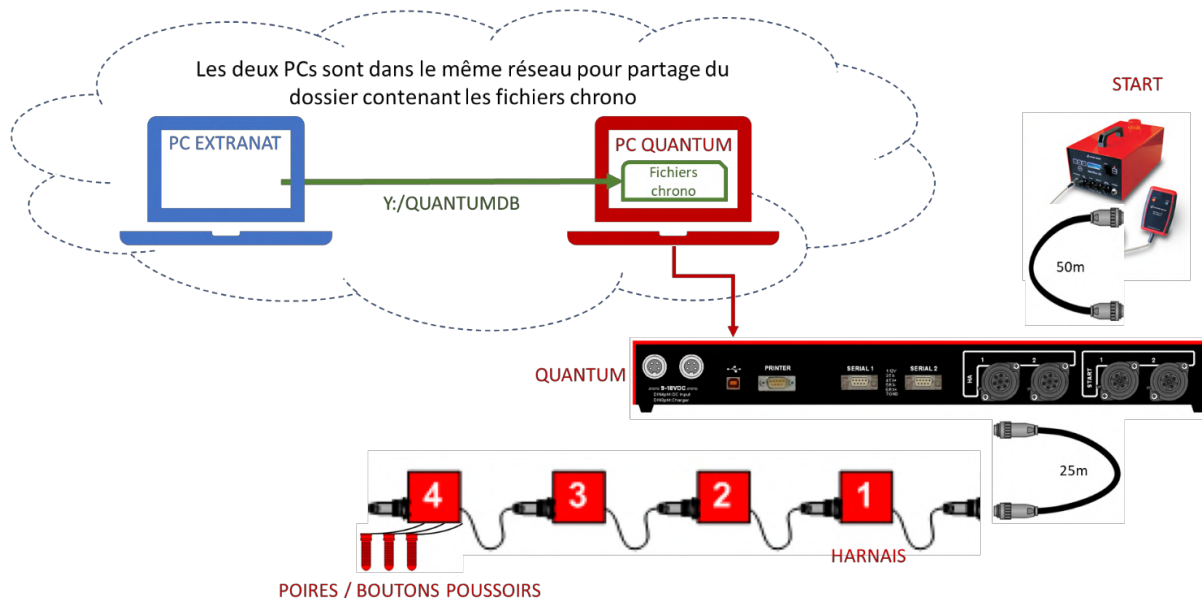 Les deux PCs sont dans le même réseau pour partage du
dossier contenant les fichiers chrono
START
PC EXTRANAT
PC QUANTUM
Fichiers
chrono
Y:/QUANTUMDB
50m
QUANTUM
9-18VDC
PRINTER
SERIAL 1
SERIAL 2
HA
1
2
START
1
2
25m
4
3
2
1
HARNAIS
POIRES / BOUTONS POUSSOIRS